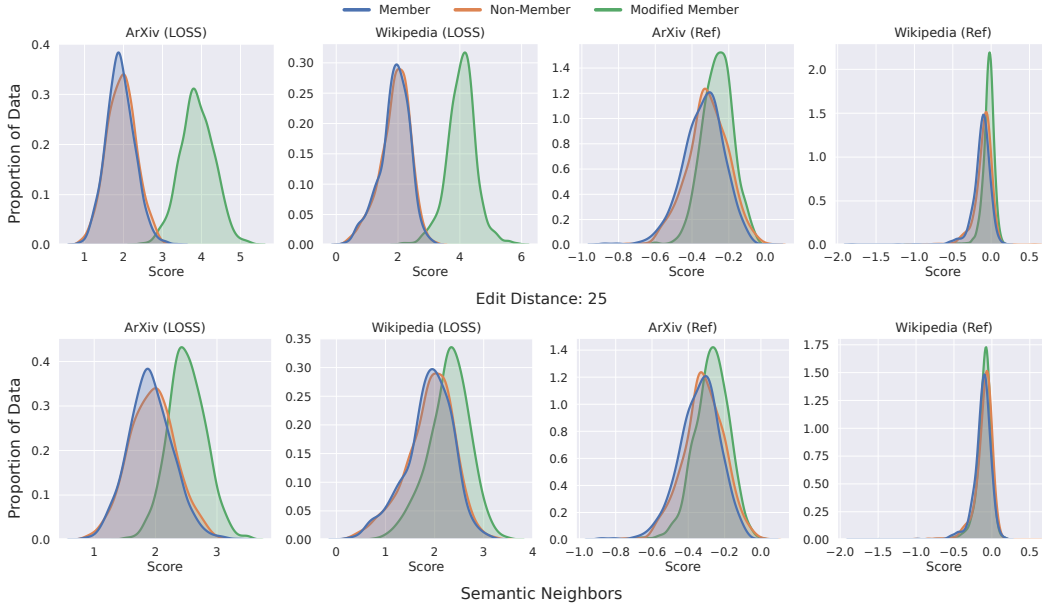 Member Non-Member Modified Member
ArXiv (LOSS) Wikipedia (LOSS) ArXiv (Ref) Wikipedia (Ref)
Proportion of Data
0.4 0.3 0.2 0.1 0.0
1 2 3 4 5
Score
0.30 0.25 0.20 0.15 0.10 0.05 0.00
0 2 4 6
Score
1.4 1.2 1.0 0.8 0.6 0.4 0.2 0.0
−1.0 −0.8 −0.6 −0.4 −0.2 0.0
Score
2.0 1.5 1.0 0.5 0.0
−2.0 −1.5 −1.0 −0.5 0.0 0.5
Score
Edit Distance: 25
ArXiv (LOSS) Wikipedia (LOSS) ArXiv (Ref) Wikipedia (Ref)
Proportion of Data
0.4 0.3 0.2 0.1 0.0
1 2 3
Score
0.35 0.30 0.25 0.20 0.15 0.10 0.05 0.00
0 1 2 3 4
Score
1.4 1.2 1.0 0.8 0.6 0.4 0.2 0.0
−1.0 −0.8 −0.6 −0.4 −0.2 0.0
Score
1.75 1.50 1.25 1.00 0.75 0.50 0.25 0.00
−2.0 −1.5 −1.0 −0.5 0.0 0.5
Score
Semantic Neighbors